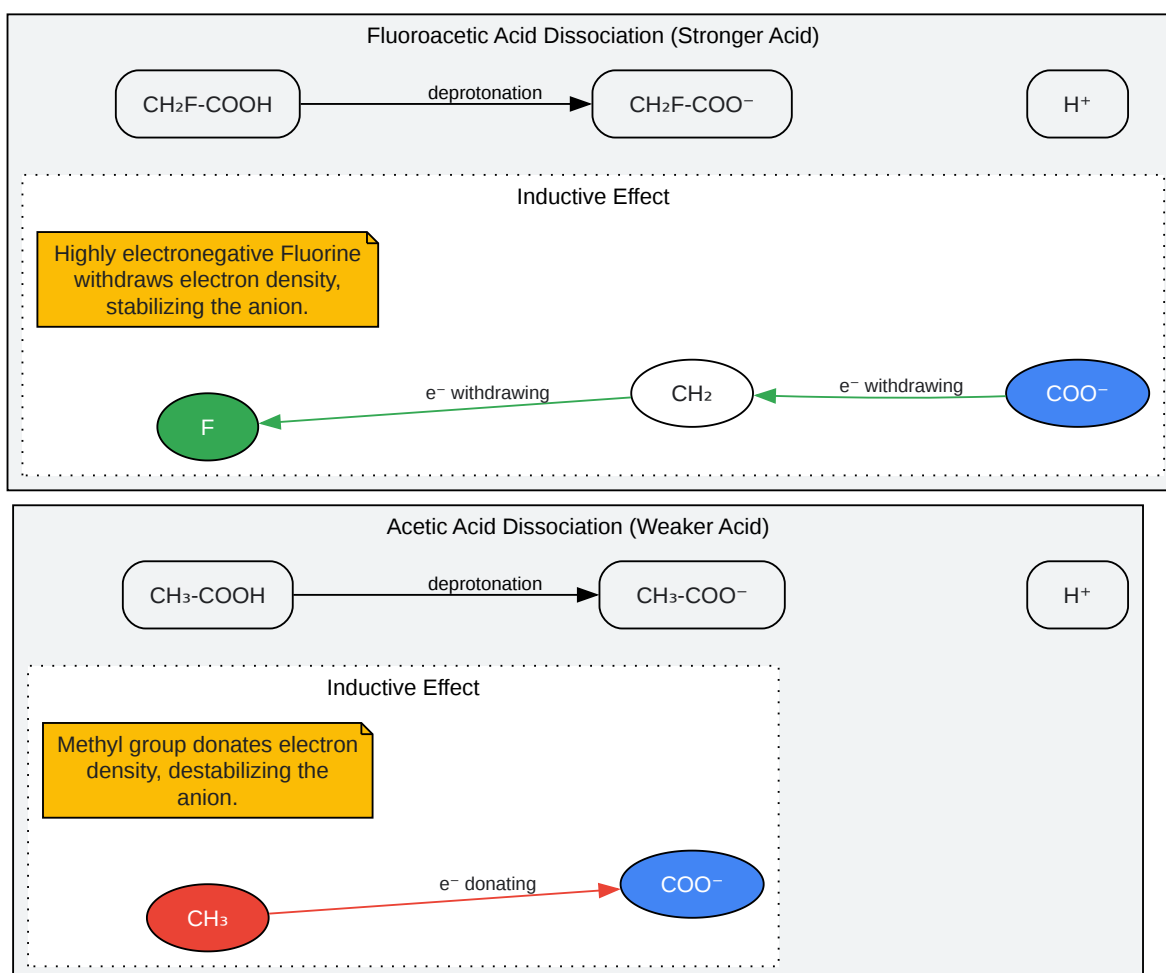 Fluoroacetic Acid Dissociation (Stronger Acid)
CH₂F-COOH
deprotonation
CH₂F-COO⁻
H⁺
Inductive Effect
Highly electronegative Fluorine
withdraws electron density,
stabilizing the anion.
F
e⁻ withdrawing
CH₂
e⁻ withdrawing
COO⁻
Acetic Acid Dissociation (Weaker Acid)
CH₃-COOH
deprotonation
CH₃-COO⁻
H⁺
Inductive Effect
Methyl group donates electron
density, destabilizing the
anion.
CH₃
e⁻ donating
COO⁻